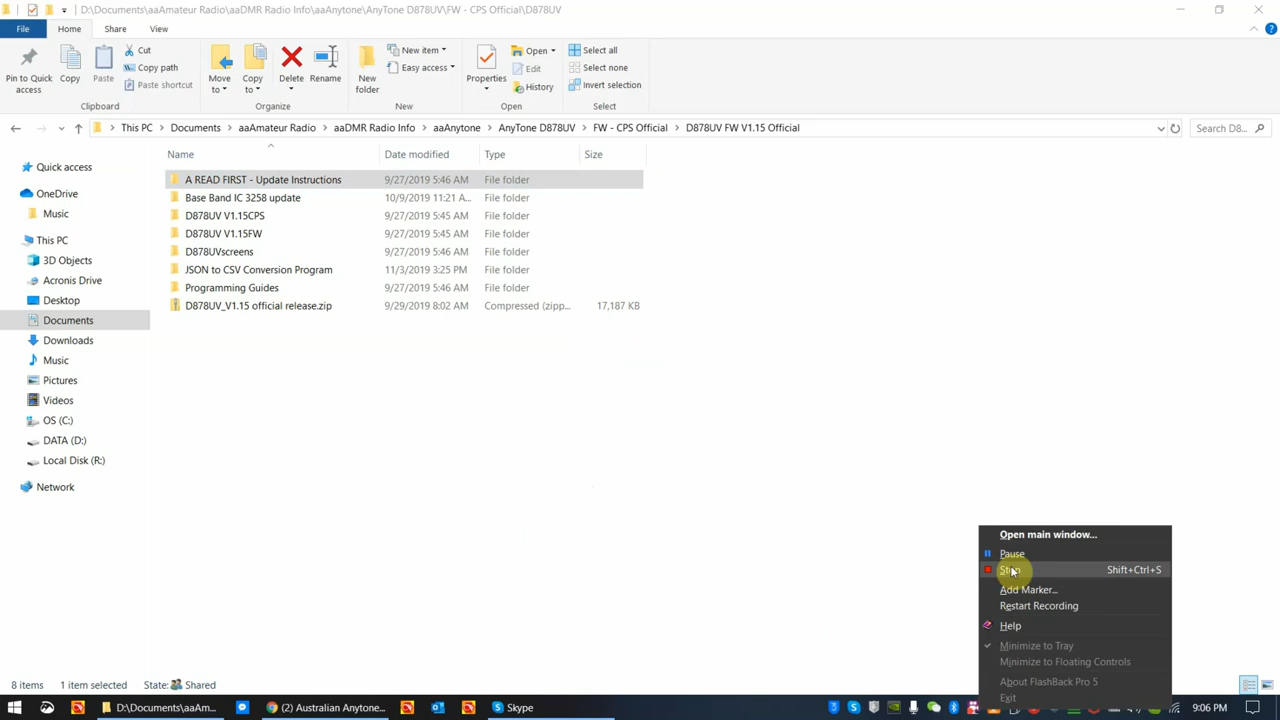 D:\Documents\aaAmateur Radio\aaDMR Radio Info\aaAnytone\AnyTone D878UV\FW - CPS Official\D878UV
File Home Share View
Pin to Quick access
Copy
Paste
Cut
Copy path
Paste shortcut
Clipboard
Move to
Copy to
Delete
Rename
Organize
New folder
New item
Easy access
New
Properties
Open
Edit
History
Open
Select all
Select none
Invert selection
Select
This PC > Documents > aaAmateur Radio > aaDMR Radio Info > aaAnytone > AnyTone D878UV > FW - CPS Official > D878UV FW V1.15 Official
Search D8...
Name Date modified Type Size
A READ FIRST - Update Instructions 9/27/2019 5:46 AM File folder
Base Band IC 3258 update 10/9/2019 11:21 A... File folder
D878UV V1.15CPS 9/27/2019 5:45 AM File folder
D878UV V1.15FW 9/27/2019 5:45 AM File folder
D878UVscreens 9/27/2019 5:46 AM File folder
JSON to CSV Conversion Program 11/3/2019 3:25 PM File folder
Programming Guides 9/27/2019 5:46 AM File folder
D878UV_V1.15 official release.zip 9/29/2019 8:02 AM Compressed (zipp... 17,187 KB
Quick access
OneDrive
Music
This PC
3D Objects
Acronis Drive
Desktop
Documents
Downloads
Music
Pictures
Videos
OS (C:)
DATA (D:)
Local Disk (R:)
Network
Open main window...
Pause
Stop Shift+Ctrl+S
Add Marker...
Restart Recording
Help
Minimize to Tray
Minimize to Floating Controls
About FlashBack Pro 5
Exit
8 items 1 item selected State: Shared
D:\Documents\aaAm...
(2) Australian Anytone...
Skype
9:06 PM